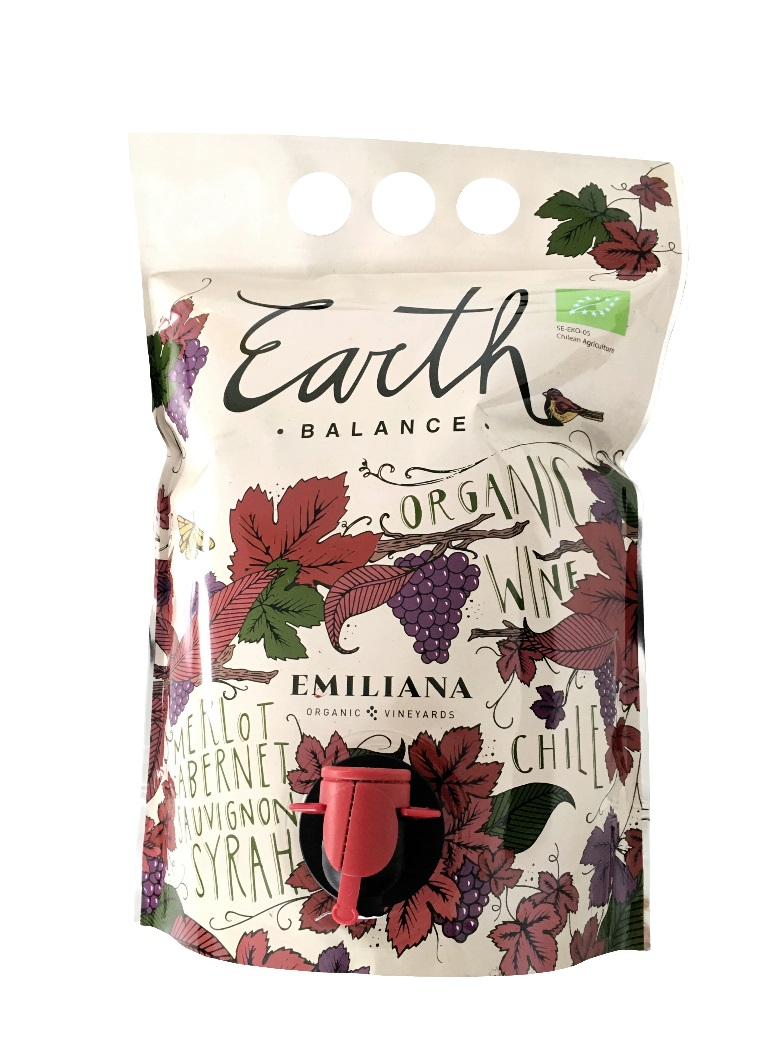 Earth
• BALANCE •
SE-EKO-05
Chilean Agriculture
ORGANIC
WINE
EMILIANA
ORGANIC VINEYARDS
CHILE
MERLOT
CABERNET
SAUVIGNON
SYRAH